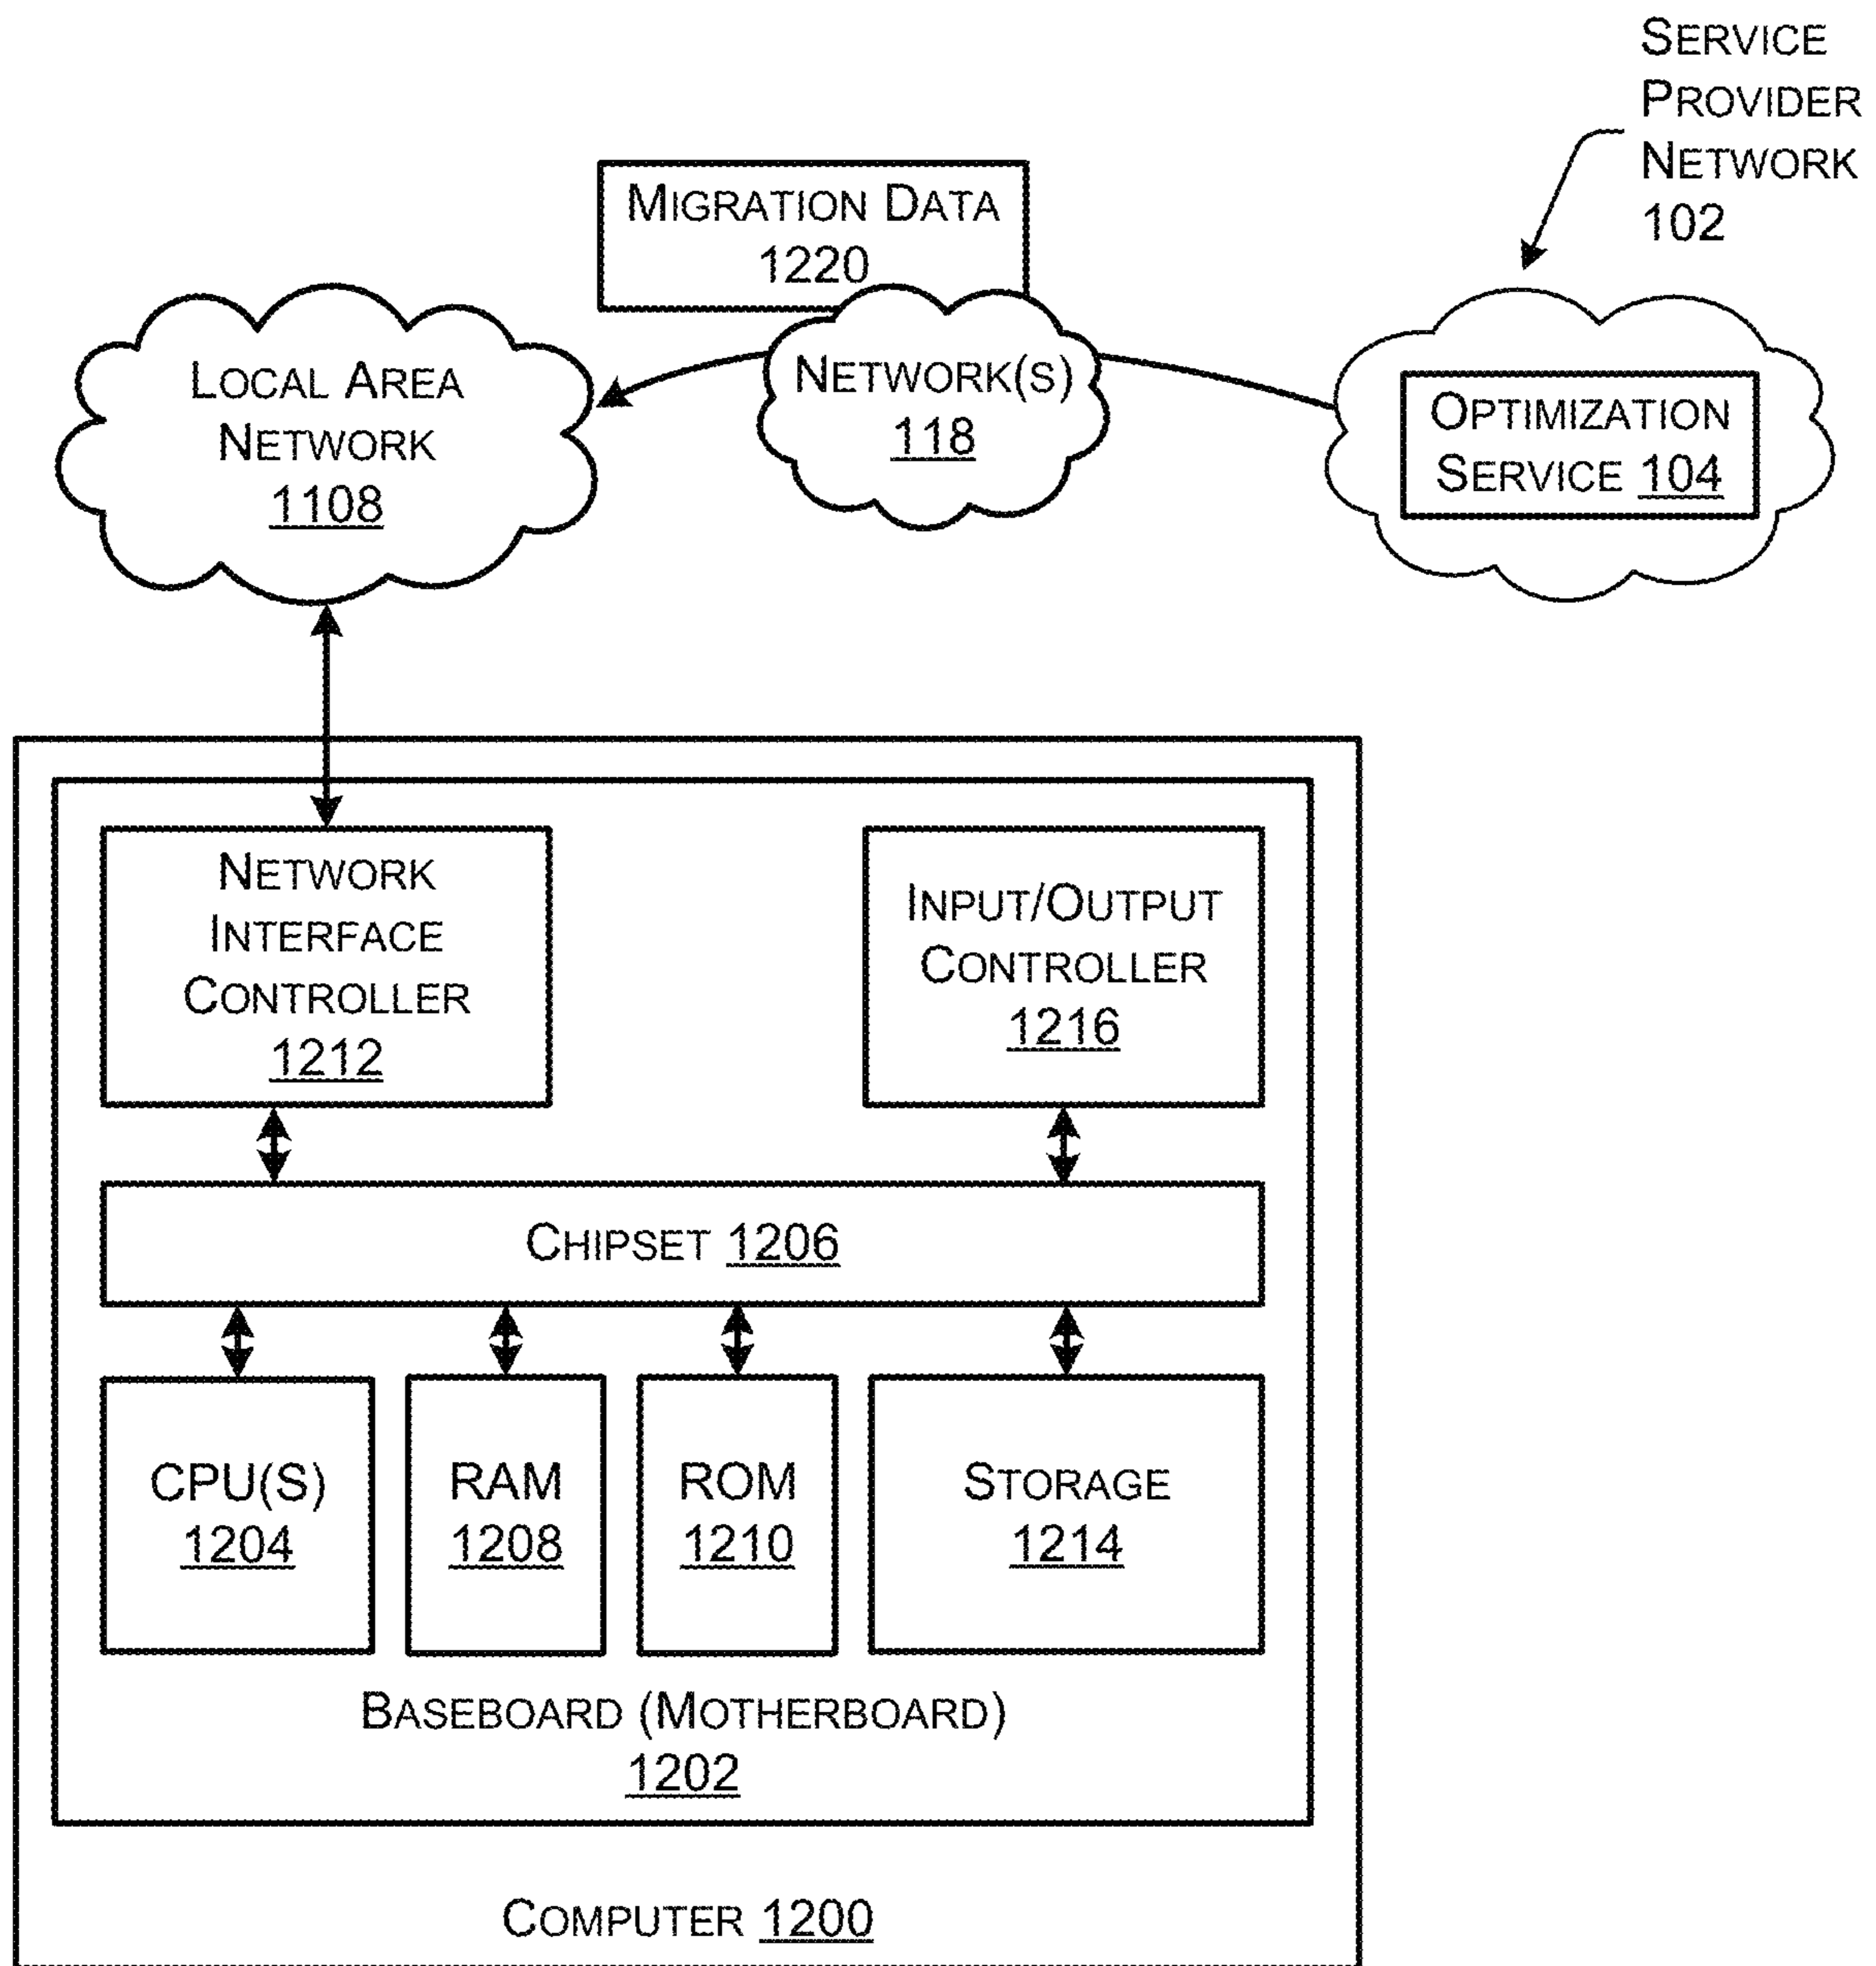 SERVICE
PROVIDER
NETWORK
102
MIGRATION DATA
1220
LOCAL AREA
NETWORK
1108
NETWORK(S)
118
OPTIMIZATION
SERVICE 104
NETWORK
INTERFACE
CONTROLLER
1212
INPUT/OUTPUT
CONTROLLER
1216
CHIPSET 1206
CPU(S)
1204
RAM
1208
ROM
1210
STORAGE
1214
BASEBOARD (MOTHERBOARD)
1202
COMPUTER 1200